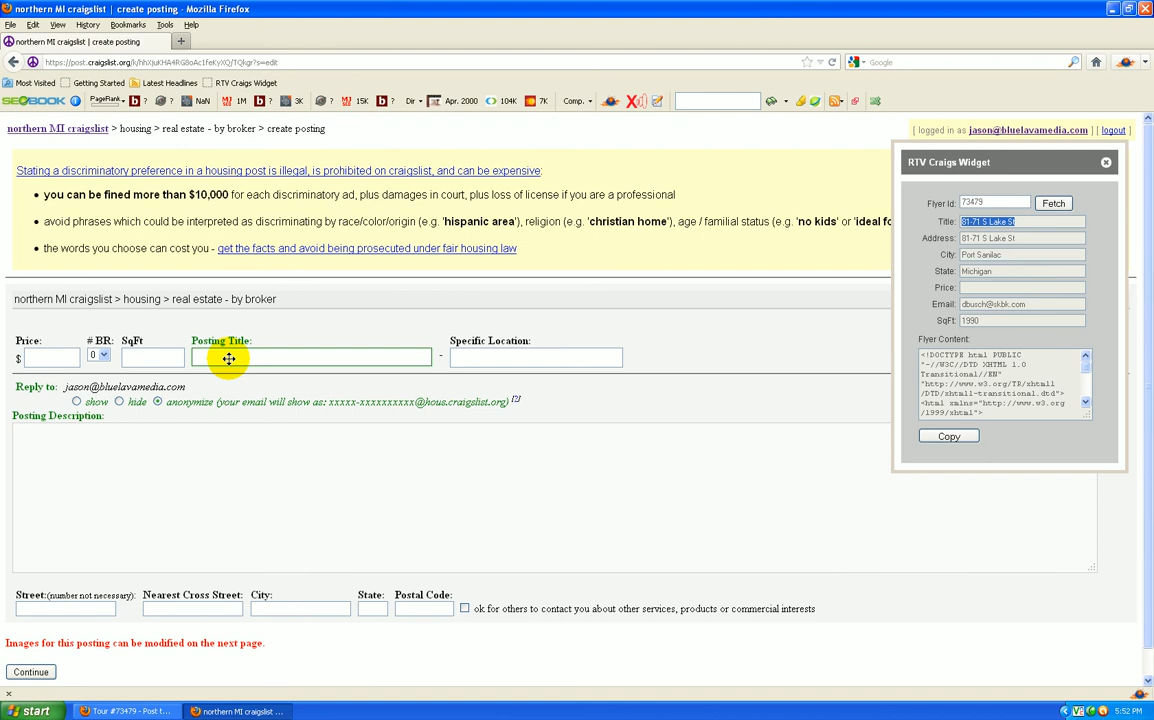 northern MI craigslist | create posting - Mozilla Firefox
File Edit View History Bookmarks Tools Help
northern MI craigslist | create posting +
Google
Most Visited Getting Started Latest Headlines RTV Craigs Widget
SEOBOOK PageRank ? ? NaN 1M ? 3K ? 15K ? Dir Apr. 2000 104K 7K Comp.
northern MI craigslist > housing > real estate - by broker > create posting
[ logged in as jason@bluelavamedia.com ] [ logout ]
Stating a discriminatory preference in a housing post is illegal, is prohibited on craigslist, and can be expensive:
you can be fined more than $10,000 for each discriminatory ad, plus damages in court, plus loss of license if you are a professional
avoid phrases which could be interpreted as discriminating by race/color/origin (e.g. 'hispanic area'), religion (e.g. 'christian home'), age / familial status (e.g. 'no kids' or 'ideal fo
the words you choose can cost you - get the facts and avoid being prosecuted under fair housing law
RTV Craigs Widget
Flyer Id: 73479 Fetch
Title: 81-71 S Lake St
Address: 81-71 S Lake St
City: Port Sanilac
State: Michigan
Price:
Email: dbusch@skbk.com
SqFt: 1990
Flyer Content:
<!DOCTYPE html PUBLIC
"-//W3C//DTD XHTML 1.0
Transitional//EN"
"http://www.w3.org/TR/xhtml1
/DTD/xhtml1-transitional.dtd">
<html xmlns="http://www.w3.org
/1999/xhtml">
Copy
northern MI craigslist > housing > real estate - by broker
Price: # BR: SqFt Posting Title: Specific Location:
$ 0 -
Reply to: jason@bluelavamedia.com
show hide anonymize (your email will show as: xxxxx-xxxxxxxxxx@hous.craigslist.org) [?]
Posting Description:
Street:(number not necessary): Nearest Cross Street: City: State: Postal Code:
ok for others to contact you about other services, products or commercial interests
Images for this posting can be modified on the next page.
Continue
×
start Tour #73479 - Post t... northern MI craigslist ... 5:52 PM